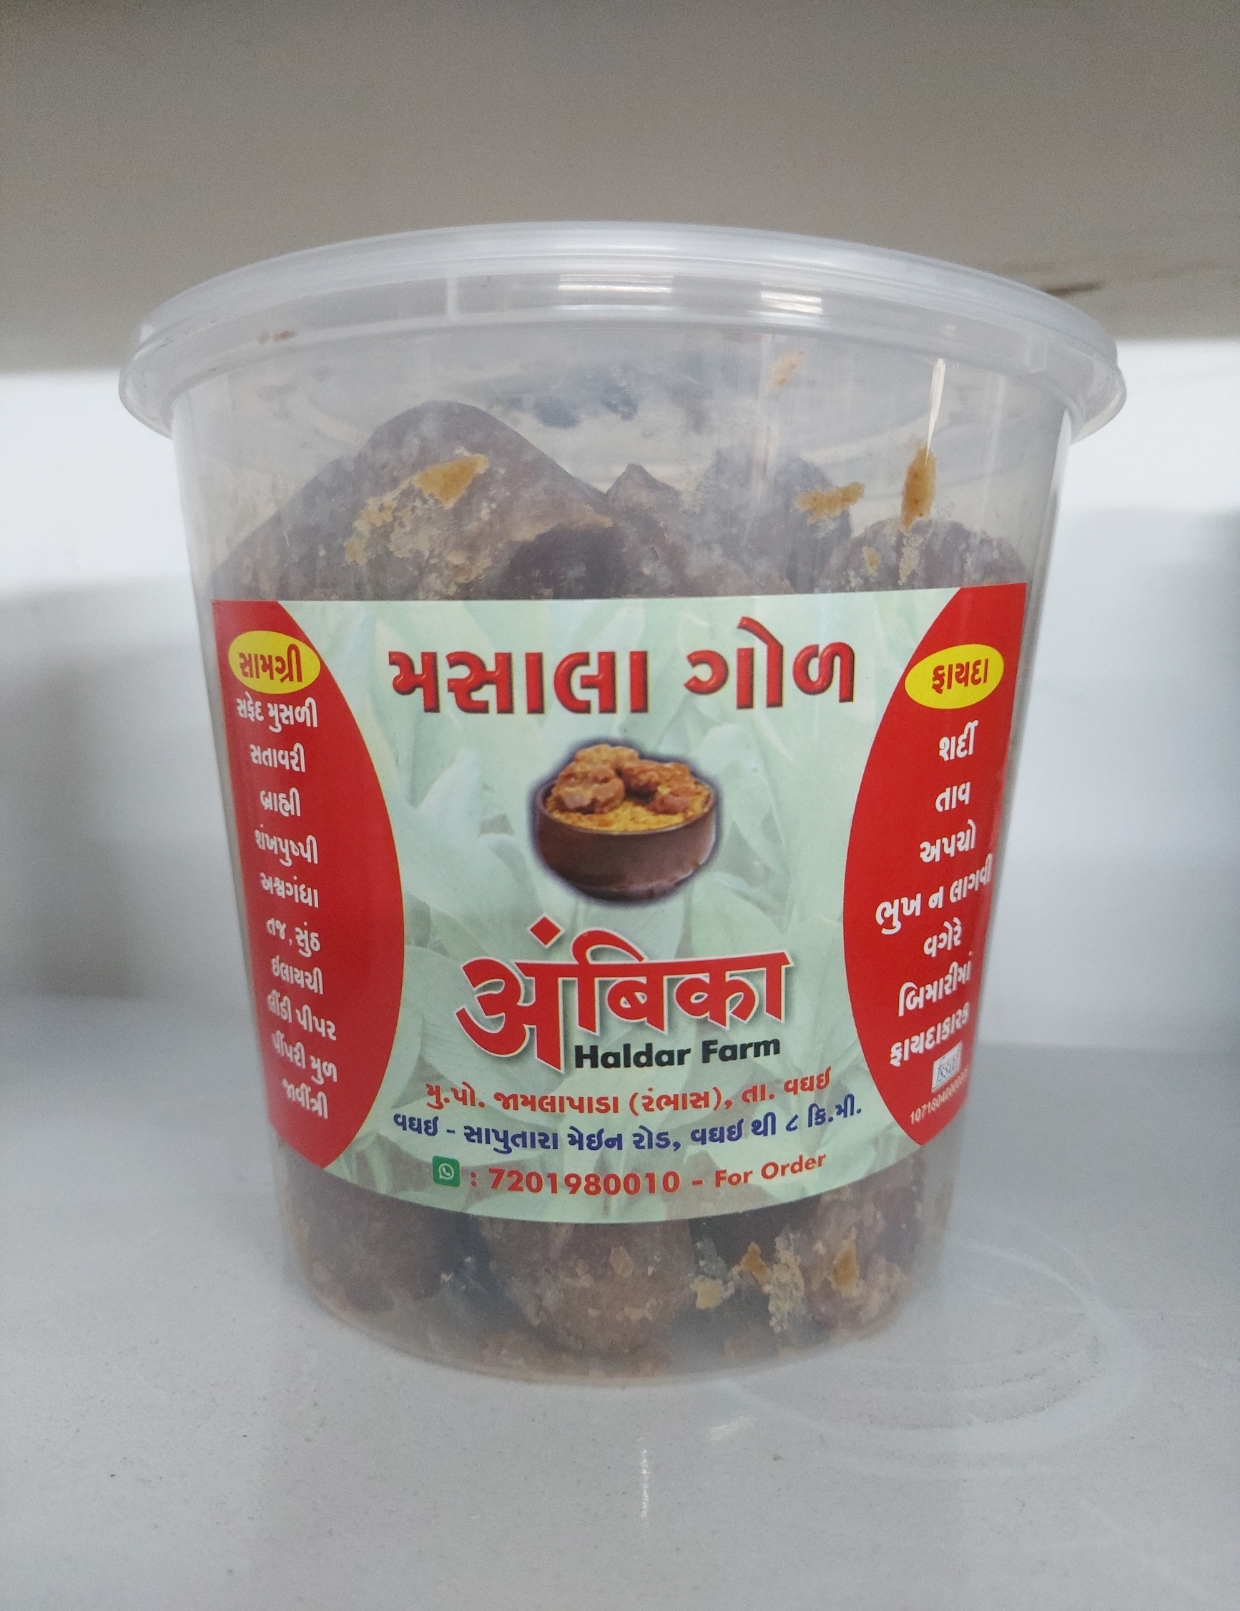 મસાલા ગોળ
સામગ્રી
સફેદ મુસળી
સતાવરી
બ્રાહ્મી
શંખપુષ્પી
અશ્વગંધા
તજ, સુંઠ
ઇલાયચી
લીંડી પીપર
પીંપરી મુળ
જાવંીત્રી
ફાયદા
શર્દી
તાવ
અપચો
ભુખ ન લાગવી
વગેરે
બિમારીમાં
ફાયદાકારક
fssai
अंबिका
Haldar Farm
મુ.પો. જામલાપાડા (રંભાસ), તા. વઘઇ
વઘઇ - સાપુતારા મેઇન રોડ, વઘઇ થી ૮ કિ.મી.
: 7201980010 - For Order